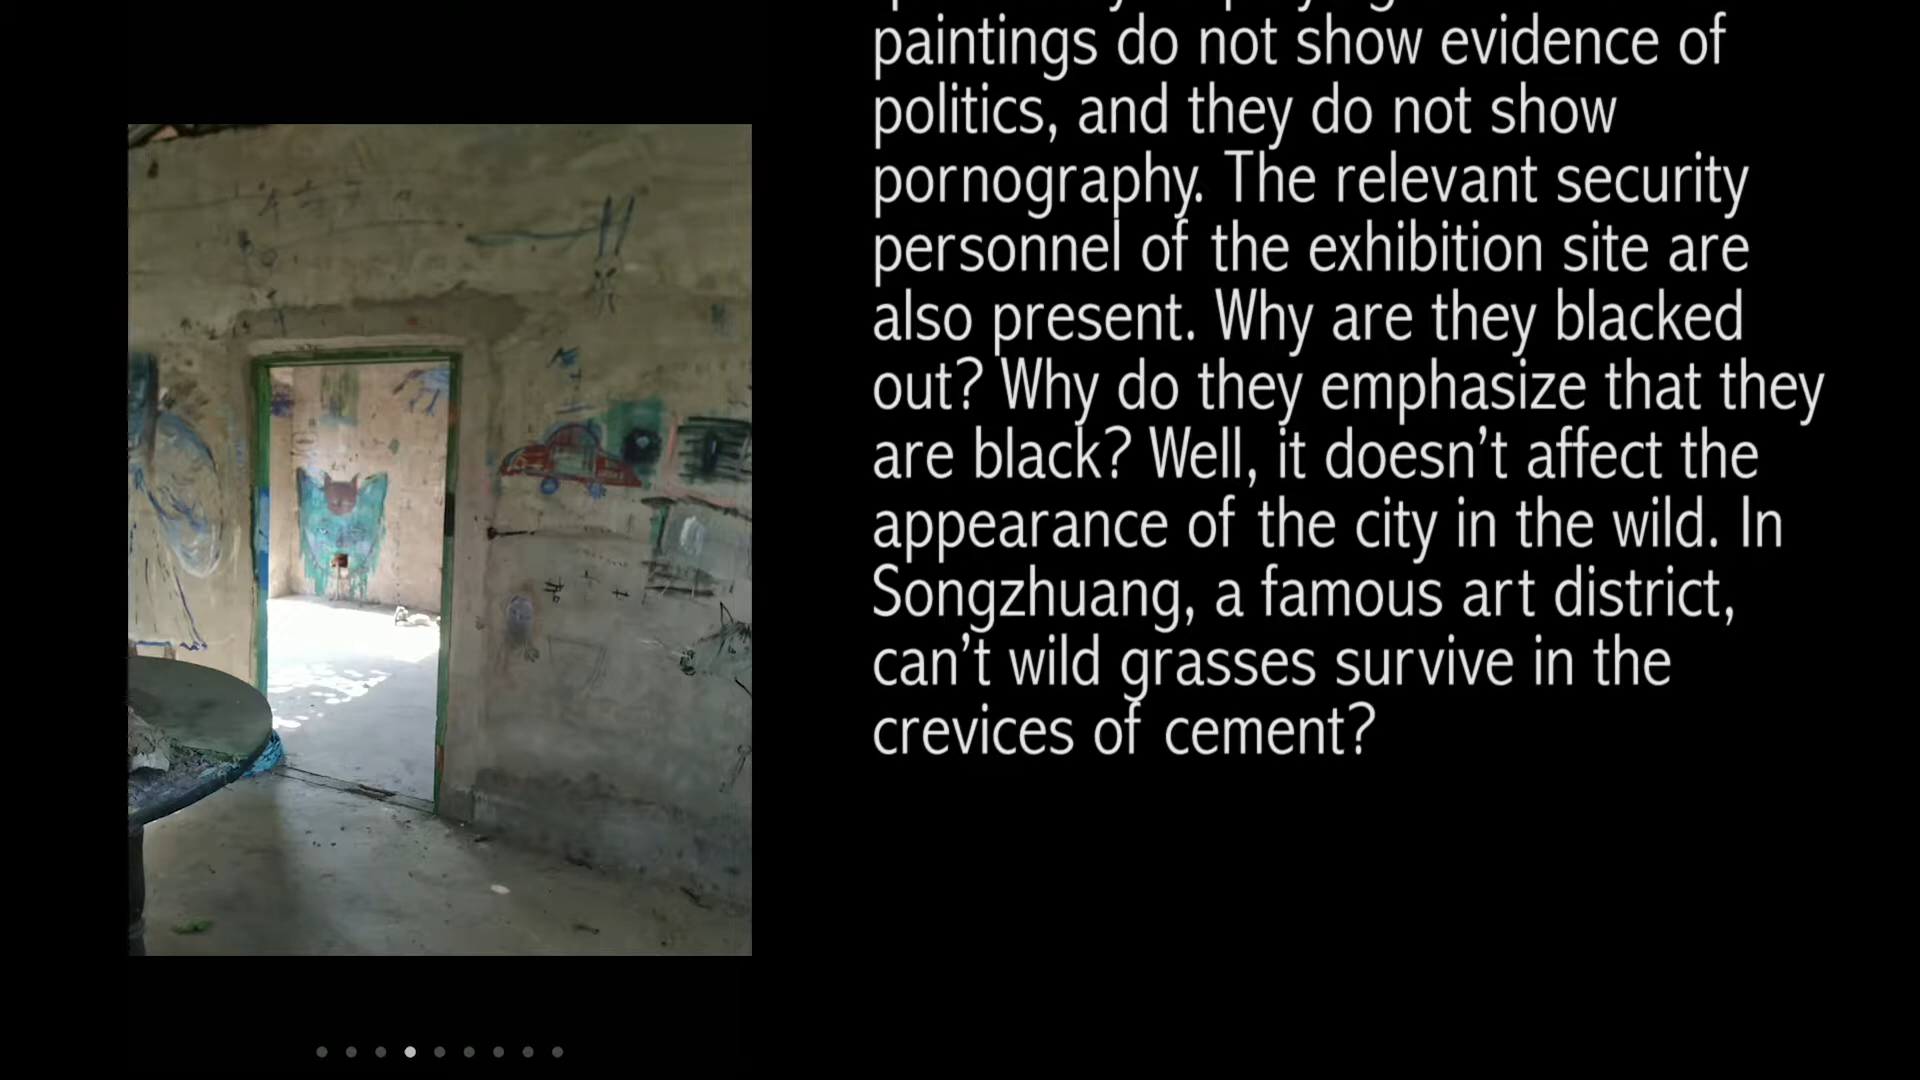 paintings do not show evidence of
politics, and they do not show
pornography. The relevant security
personnel of the exhibition site are
also present. Why are they blacked
out? Why do they emphasize that they
are black? Well, it doesn’t affect the
appearance of the city in the wild. In
Songzhuang, a famous art district,
can’t wild grasses survive in the
crevices of cement?